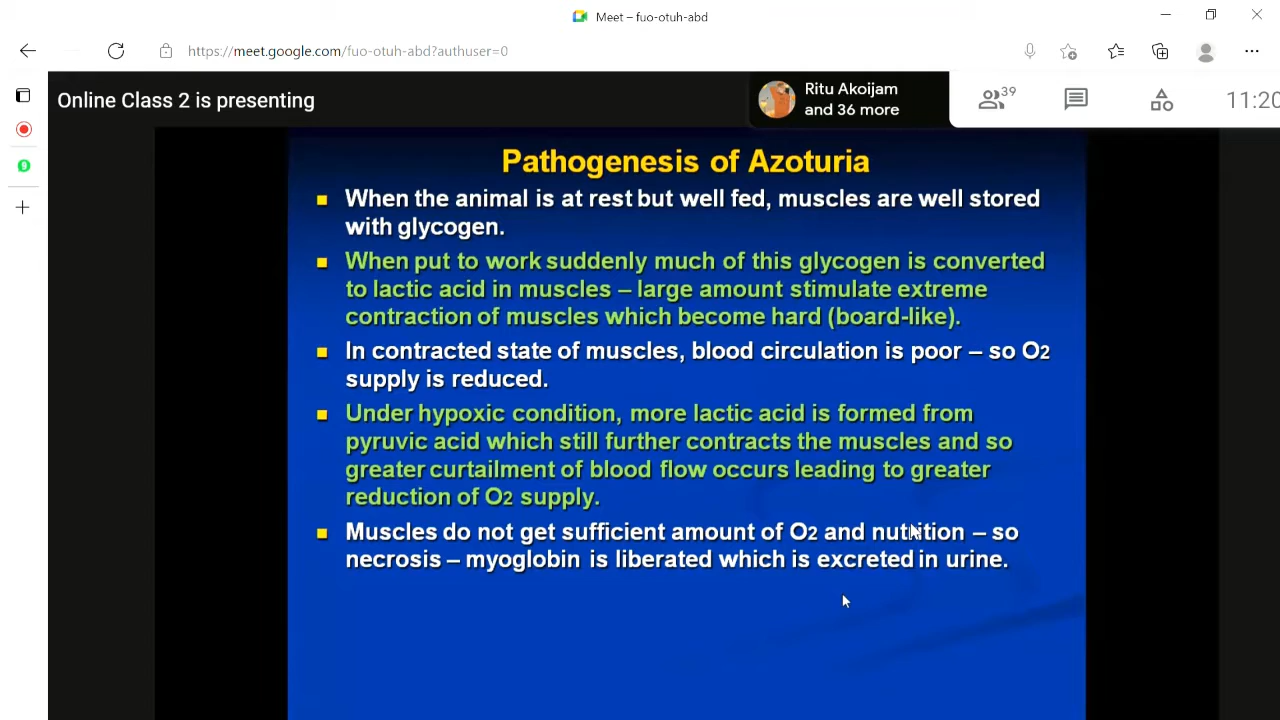 Meet – fuo-otuh-abd
https://meet.google.com/fuo-otuh-abd?authuser=0
Online Class 2 is presenting
Ritu Akoijam
and 36 more
39
11:20
9
Pathogenesis of Azoturia
When the animal is at rest but well fed, muscles are well stored
with glycogen.
When put to work suddenly much of this glycogen is converted
to lactic acid in muscles – large amount stimulate extreme
contraction of muscles which become hard (board-like).
In contracted state of muscles, blood circulation is poor – so O2
supply is reduced.
Under hypoxic condition, more lactic acid is formed from
pyruvic acid which still further contracts the muscles and so
greater curtailment of blood flow occurs leading to greater
reduction of O2 supply.
Muscles do not get sufficient amount of O2 and nutrition – so
necrosis – myoglobin is liberated which is excreted in urine.